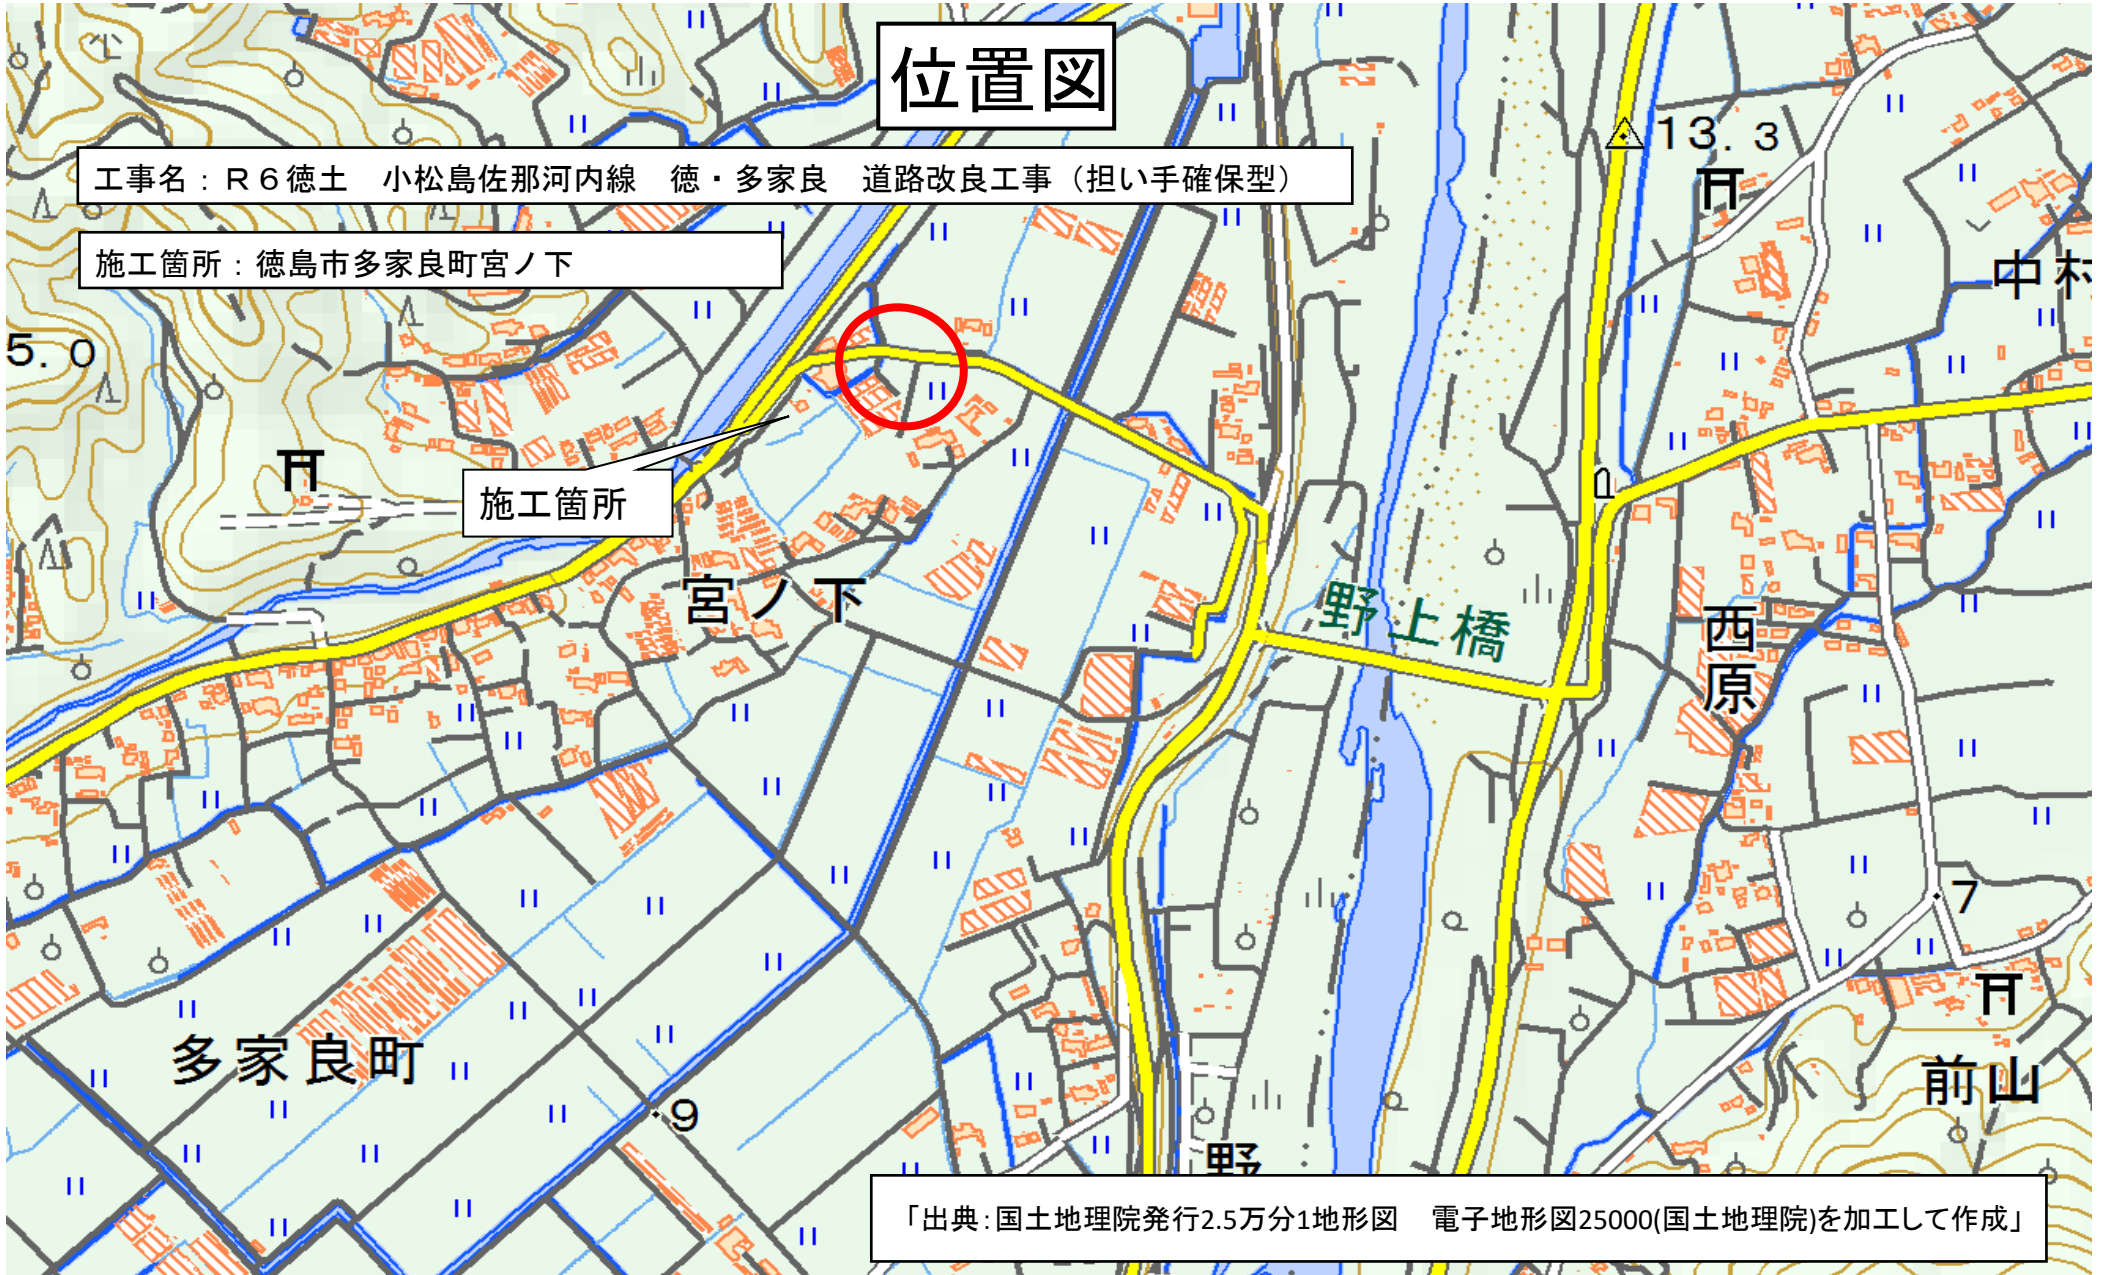 位置図
工事名：Ｒ６徳土　小松島佐那河内線　徳・多家良　道路改良工事（担い手確保型）
施工箇所：徳島市多家良町宮ノ下
13.3
中村
5.0
施工箇所
宮ノ下
野上橋
西原
7
多家良町
前山
9
野
「出典：国土地理院発行2.5万分1地形図　電子地形図25000(国土地理院)を加工して作成」